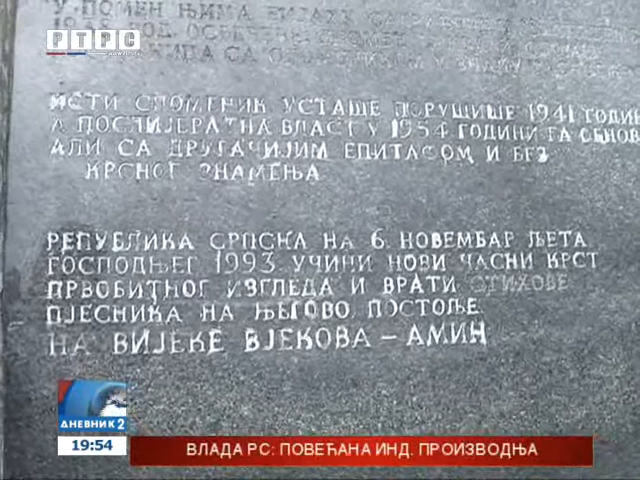 У ПОМЕН ЊИМА
РТРС
ИСТИ СПОМЕНИК УСТАШЕ ПОРУШИШЕ 1941 ГОДИН
А ПОСЛИЈЕРАТНА ВЛАСТ У 1954 ГОДИНИ ГА ОБНОВ
АЛИ СА ДРУГАЧИЈИМ ЕПИТАФОМ И БЕЗ
КРСНОГ ЗНАМЕЊА
РЕПУБЛИКА СРПСКА НА 6. НОВЕМБАР ЉЕТА
ГОСПОДЊЕГ 1993. УЧИНИ НОВИ ЧАСНИ КРСТ
ПРВОБИТНОГ ИЗГЛЕДА И ВРАТИ СТИХОВЕ
ПЈЕСНИКА НА ЊЕГОВО ПОСТОЉЕ
НА ВИЈЕКЕ ВЈЕКОВА – АМИН
ДНЕВНИК 2
19:54
ВЛАДА РС: ПОВЕЋАНА ИНД. ПРОИЗВОДЊА